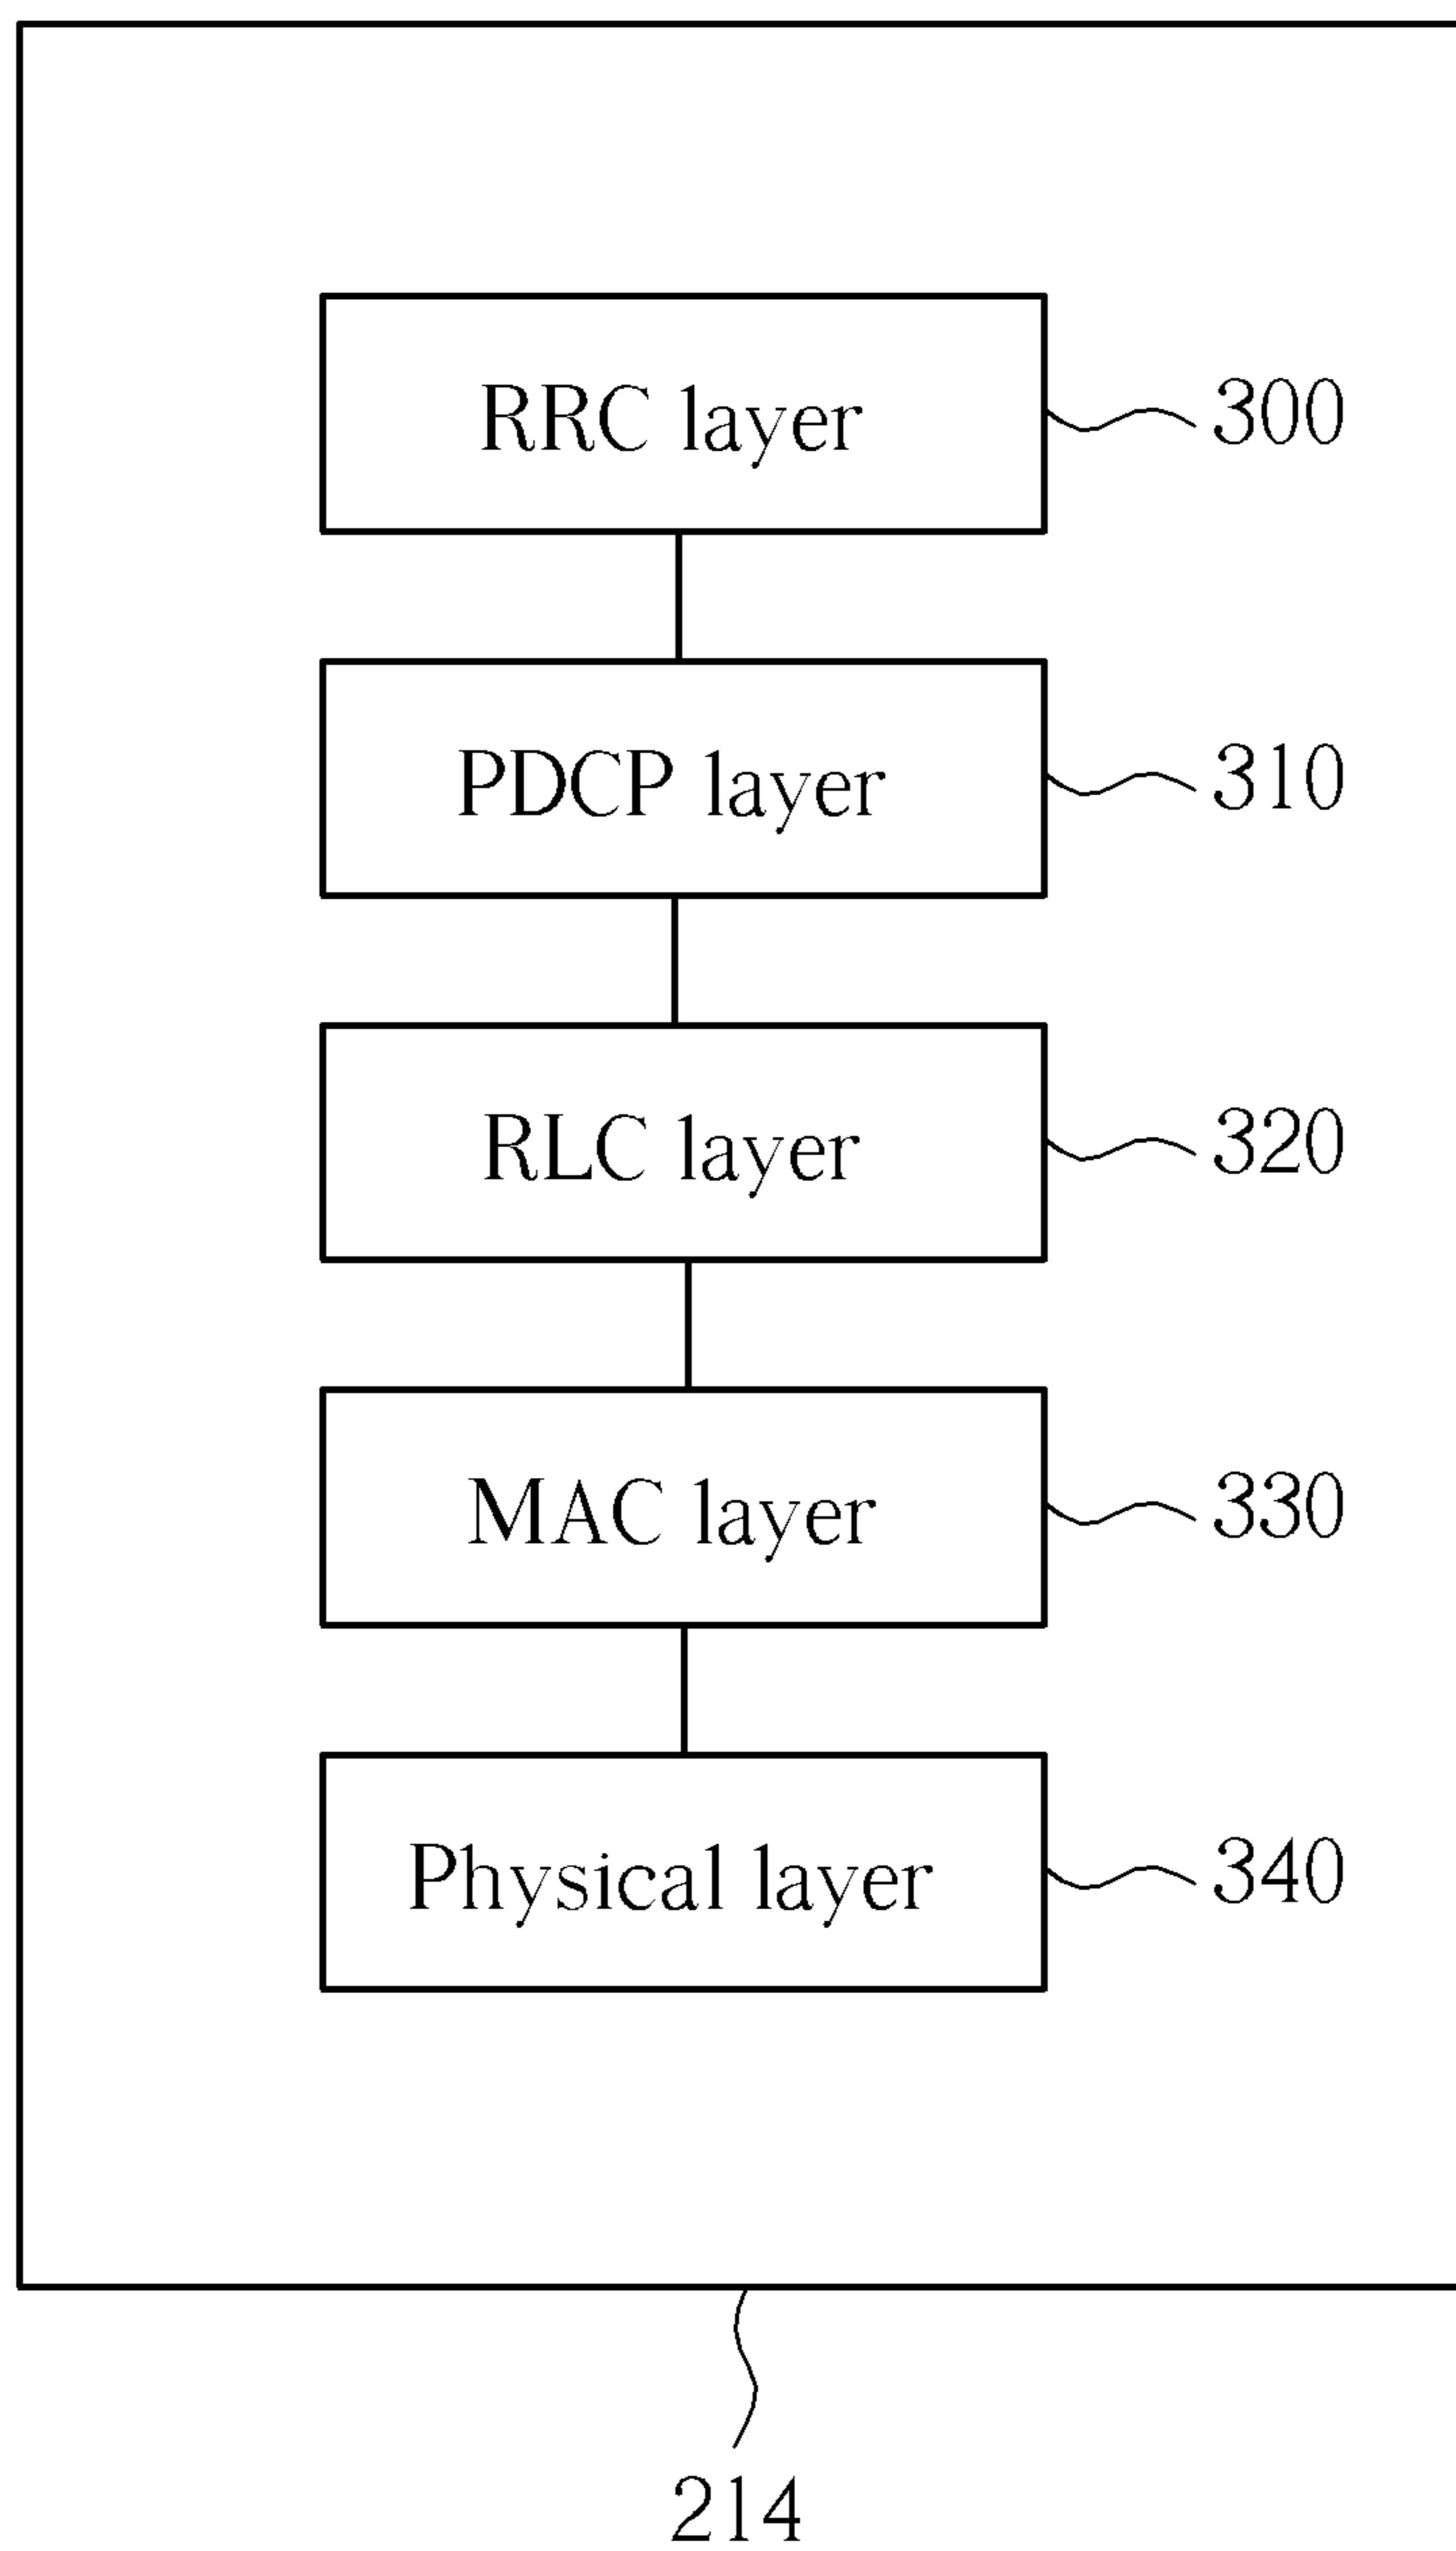 RRC layer 300
PDCP layer 310
RLC layer 320
MAC layer 330
Physical layer 340
214